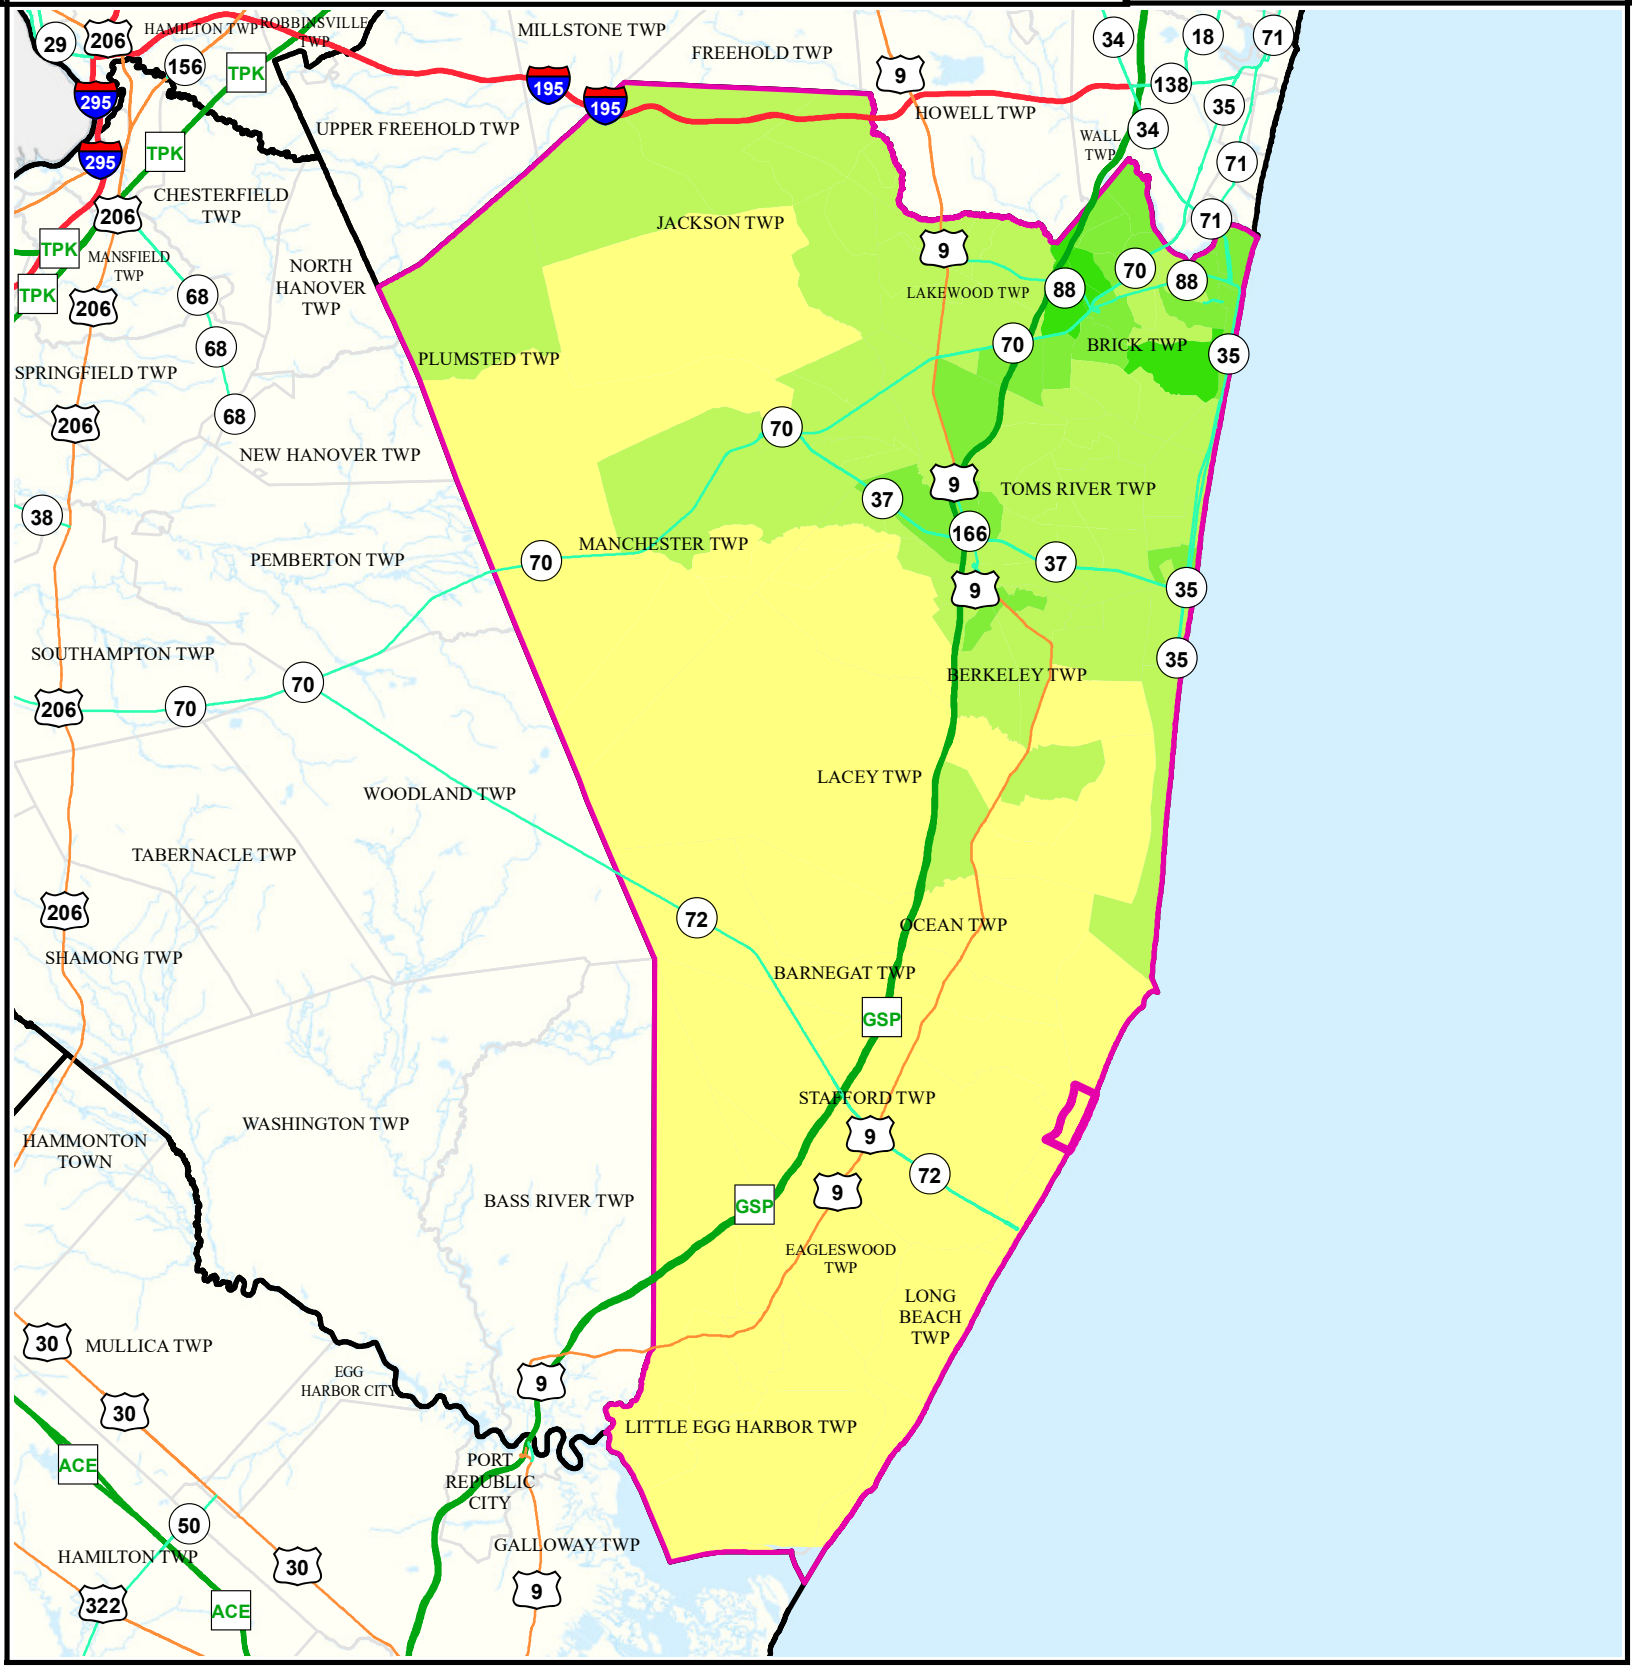 29
206
HAMILTON TWP
ROBBINSVILLE
TWP
156
TPK
295
MILLSTONE TWP
FREEHOLD TWP
9
34
18
71
195
195
138
35
HOWELL TWP
UPPER FREEHOLD TWP
34
WALL
TWP
TPK
295
71
CHESTERFIELD
TWP
206
71
JACKSON TWP
TPK
MANSFIELD
TWP
9
70
88
88
NORTH
HANOVER
TWP
LAKEWOOD TWP
TPK
206
68
68
70
BRICK TWP
35
PLUMSTED TWP
SPRINGFIELD TWP
68
206
70
NEW HANOVER TWP
9
TOMS RIVER TWP
37
38
166
MANCHESTER TWP
70
PEMBERTON TWP
37
9
35
SOUTHAMPTON TWP
35
BERKELEY TWP
70
70
206
LACEY TWP
WOODLAND TWP
TABERNACLE TWP
206
72
OCEAN TWP
SHAMONG TWP
BARNEGAT TWP
GSP
STAFFORD TWP
WASHINGTON TWP
9
HAMMONTON
TOWN
72
BASS RIVER TWP
9
GSP
EAGLESWOOD
TWP
LONG
BEACH
TWP
30
MULLICA TWP
EGG
HARBOR CITY
9
30
LITTLE EGG HARBOR TWP
ACE
PORT
REPUBLIC
CITY
50
GALLOWAY TWP
HAMILTON TWP
30
9
322
ACE